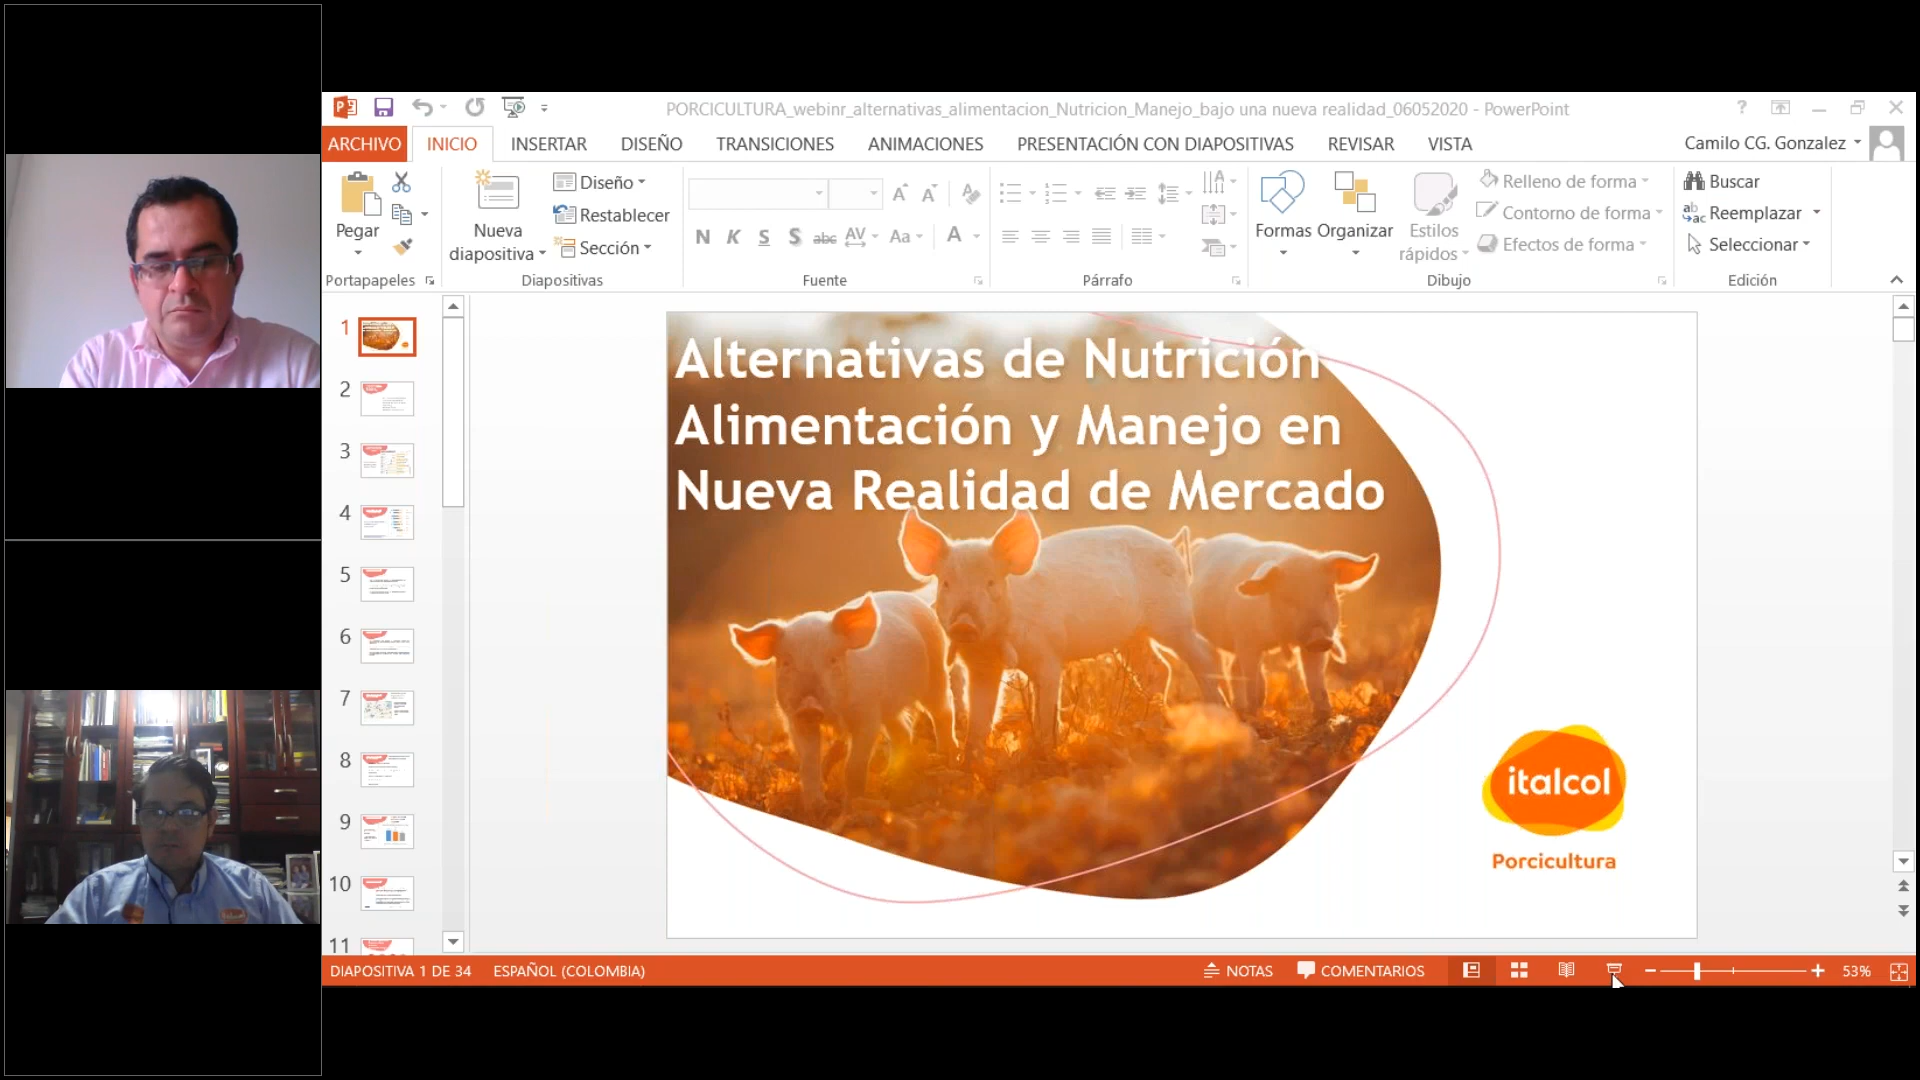 PORCICULTURA_webinr_alternativas_alimentacion_Nutricion_Manejo_bajo una nueva realidad_06052020 - PowerPoint
ARCHIVO INICIO INSERTAR DISEÑO TRANSICIONES ANIMACIONES PRESENTACIÓN CON DIAPOSITIVAS REVISAR VISTA Camilo CG. Gonzalez
Pegar
Portapapeles
Nueva
diapositiva
Diseño
Restablecer
Sección
Diapositivas
N K S S abc AV Aa A
Fuente
Párrafo
Formas
Organizar
Estilos
rápidos
Relleno de forma
Contorno de forma
Efectos de forma
Dibujo
Buscar
Reemplazar
Seleccionar
Edición
1
2
3
4
5
6
7
8
9
10
11
Alternativas de Nutrición
Alimentación y Manejo en
Nueva Realidad de Mercado
italcol
Porcicultura
italcol
DIAPOSITIVA 1 DE 34 ESPAÑOL (COLOMBIA) NOTAS COMENTARIOS 53%